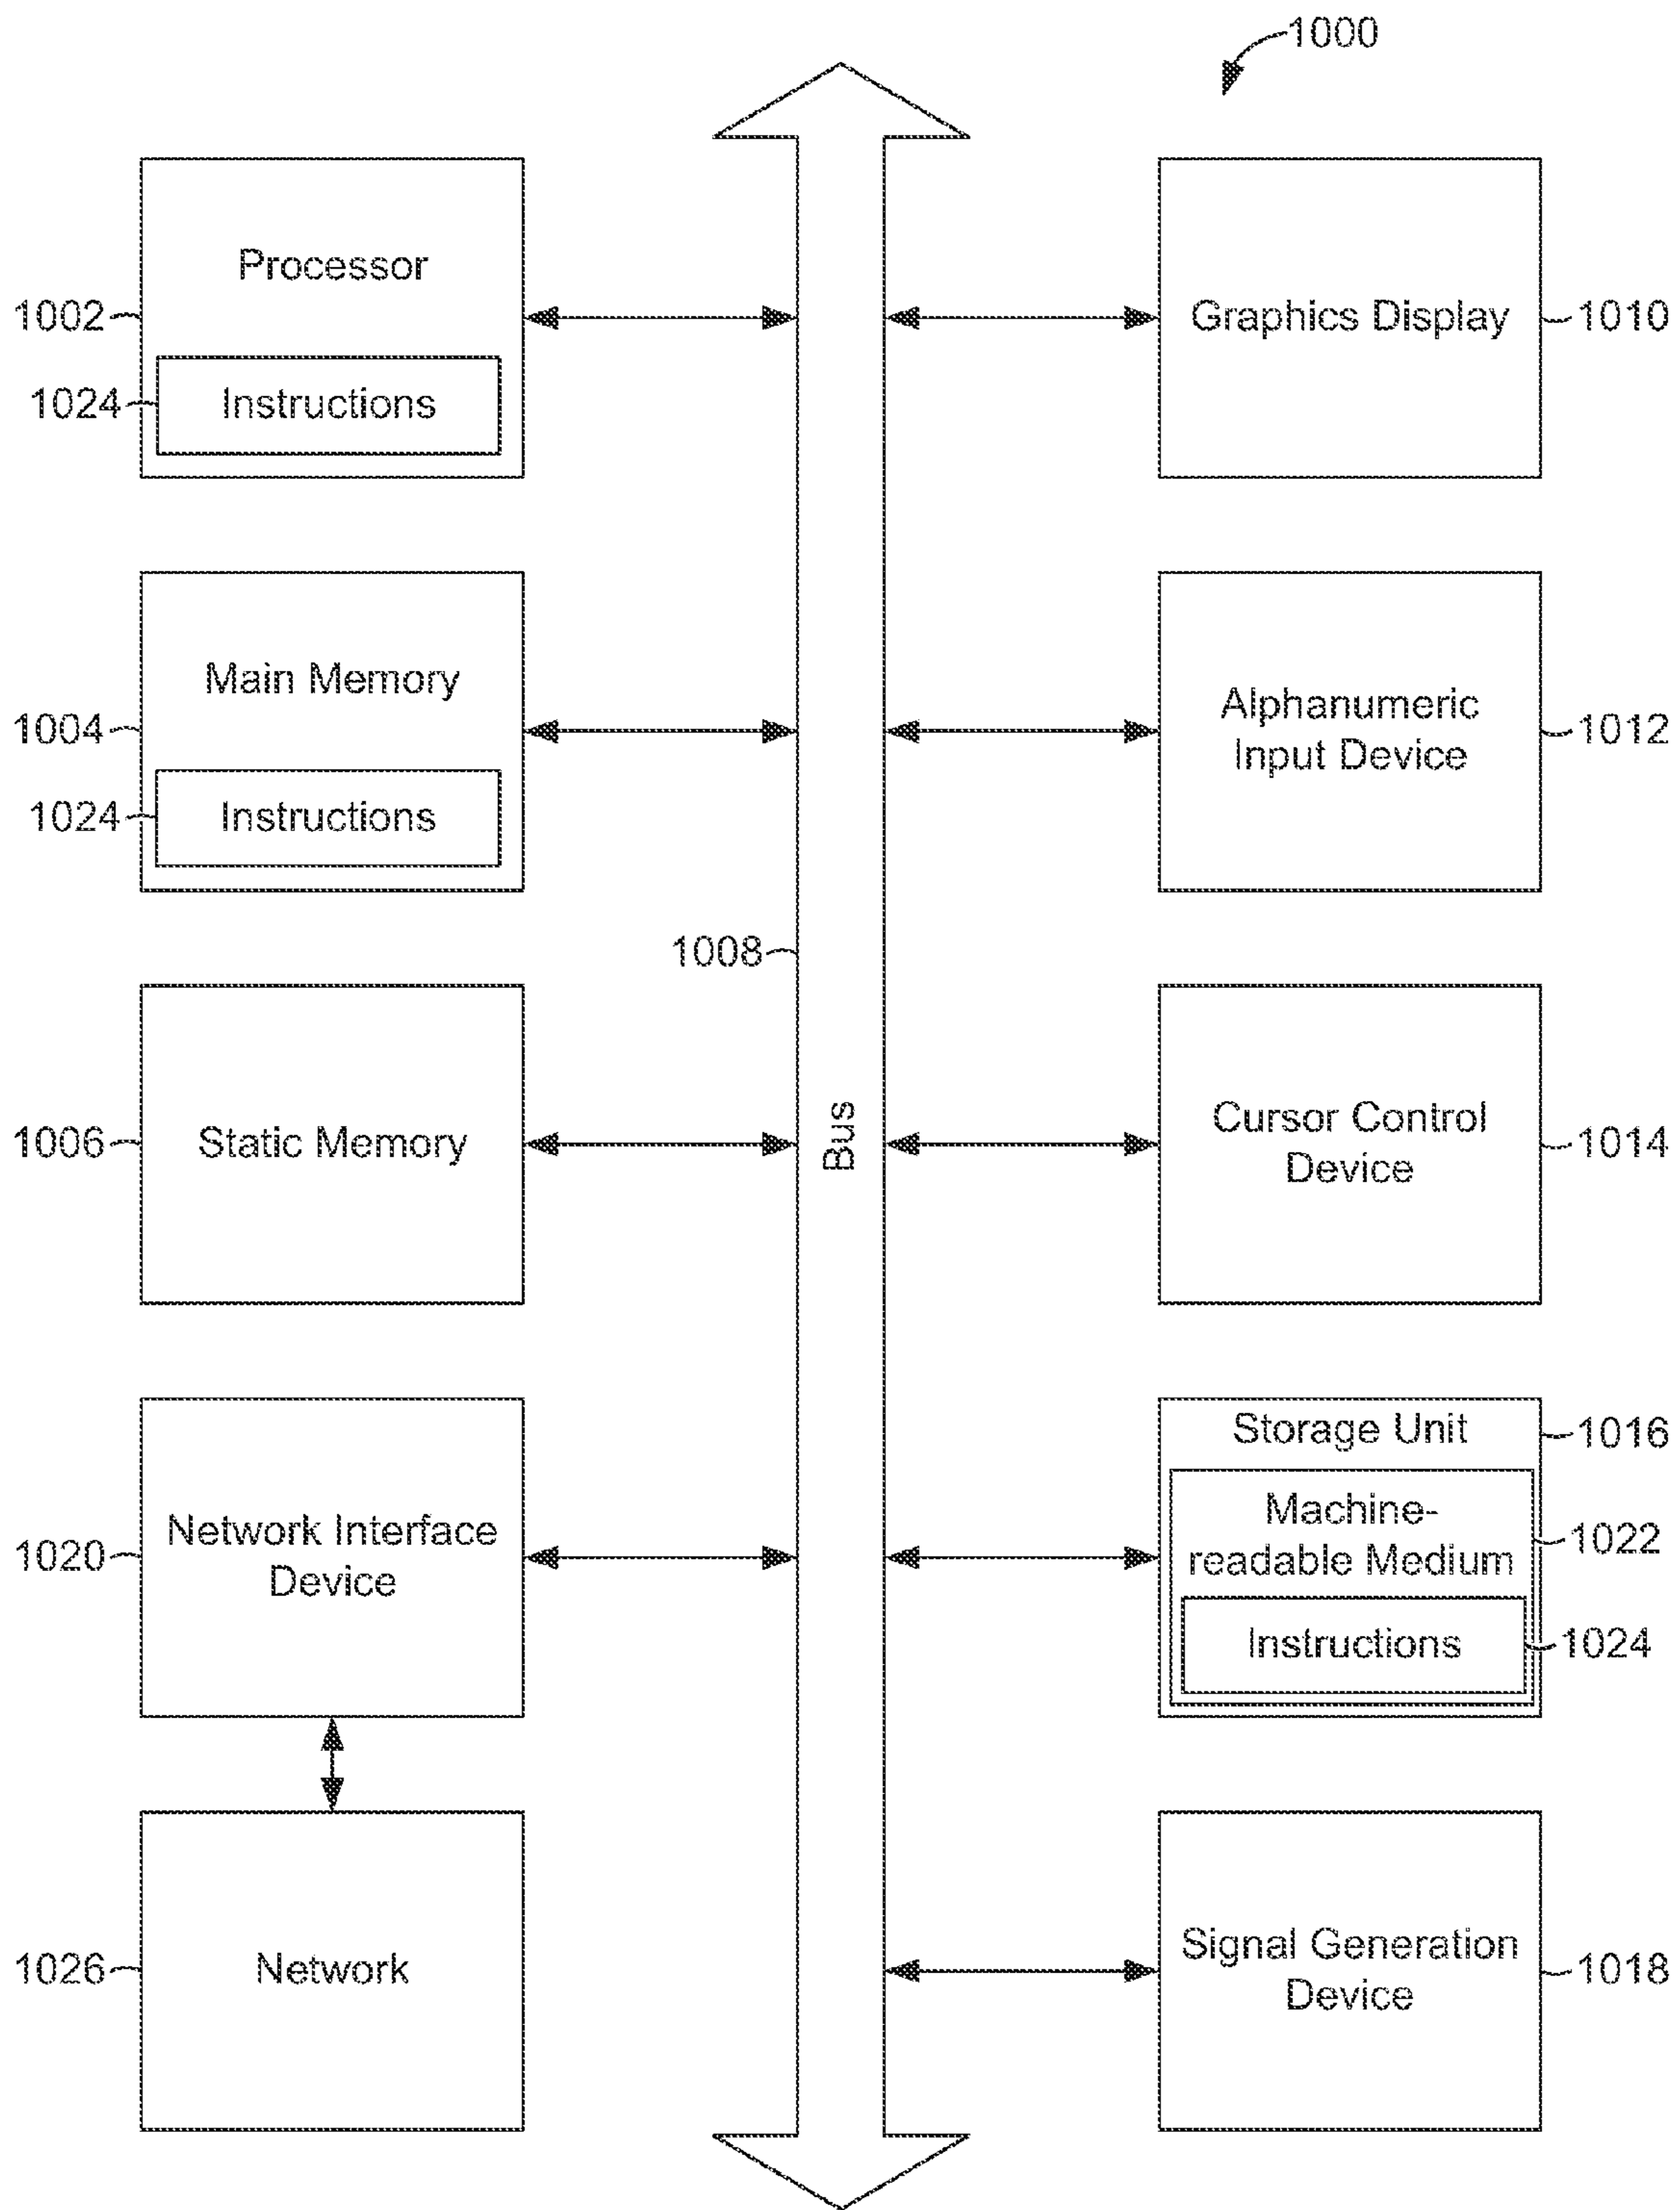 1000
Processor
1002
1024
Instructions
Graphics Display
1010
Main Memory
1004
1024
Instructions
Alphanumeric
Input Device
1012
1008
Bus
Static Memory
1006
Cursor Control
Device
1014
Network Interface
Device
1020
Storage Unit
1016
Machine-
readable Medium
1022
Instructions
1024
Network
1026
Signal Generation
Device
1018